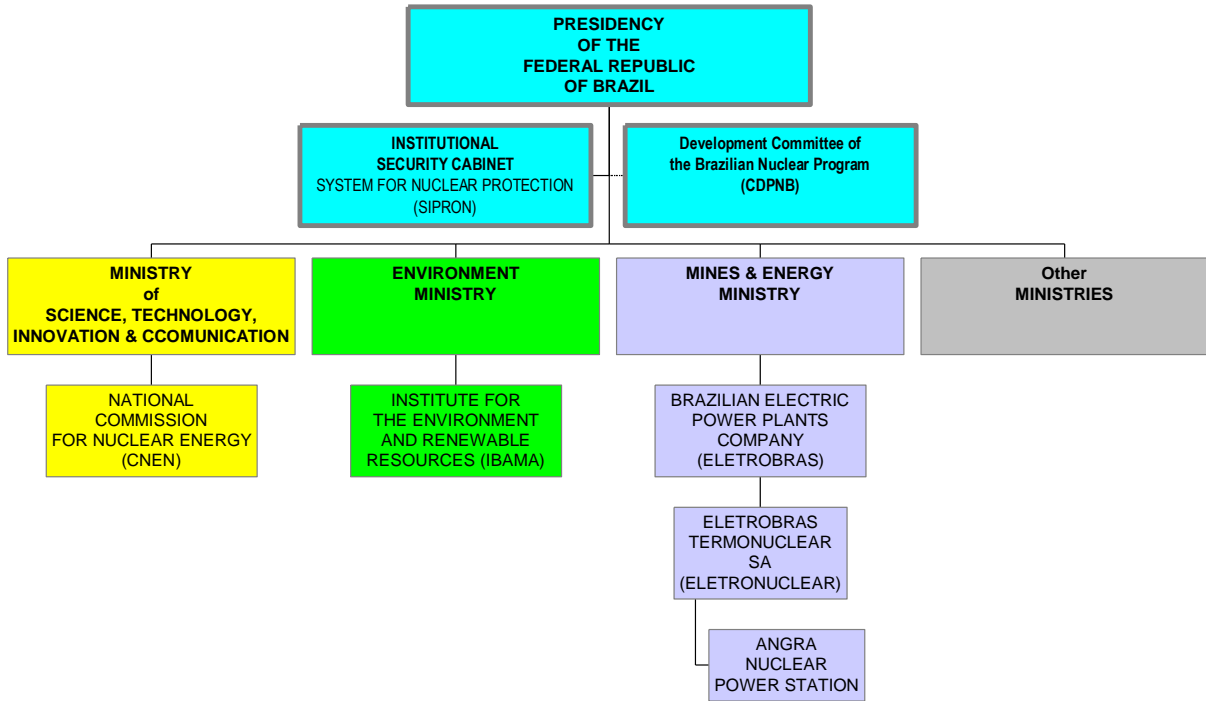 PRESIDENCY
OF THE
FEDERAL REPUBLIC
OF BRAZIL
INSTITUTIONAL
SECURITY CABINET
SYSTEM FOR NUCLEAR PROTECTION
(SIPRON)
Development Committee of
the Brazilian Nuclear Program
(CDPNB)
MINISTRY
of
SCIENCE, TECHNOLOGY,
INNOVATION & CCOMUNICATION
ENVIRONMENT
MINISTRY
MINES & ENERGY
MINISTRY
Other
MINISTRIES
NATIONAL
COMMISSION
FOR NUCLEAR ENERGY
(CNEN)
INSTITUTE FOR
THE ENVIRONMENT
AND RENEWABLE
RESOURCES (IBAMA)
BRAZILIAN ELECTRIC
POWER PLANTS
COMPANY
(ELETROBRAS)
ELETROBRAS
TERMONUCLEAR
SA
(ELETRONUCLEAR)
ANGRA
NUCLEAR
POWER STATION